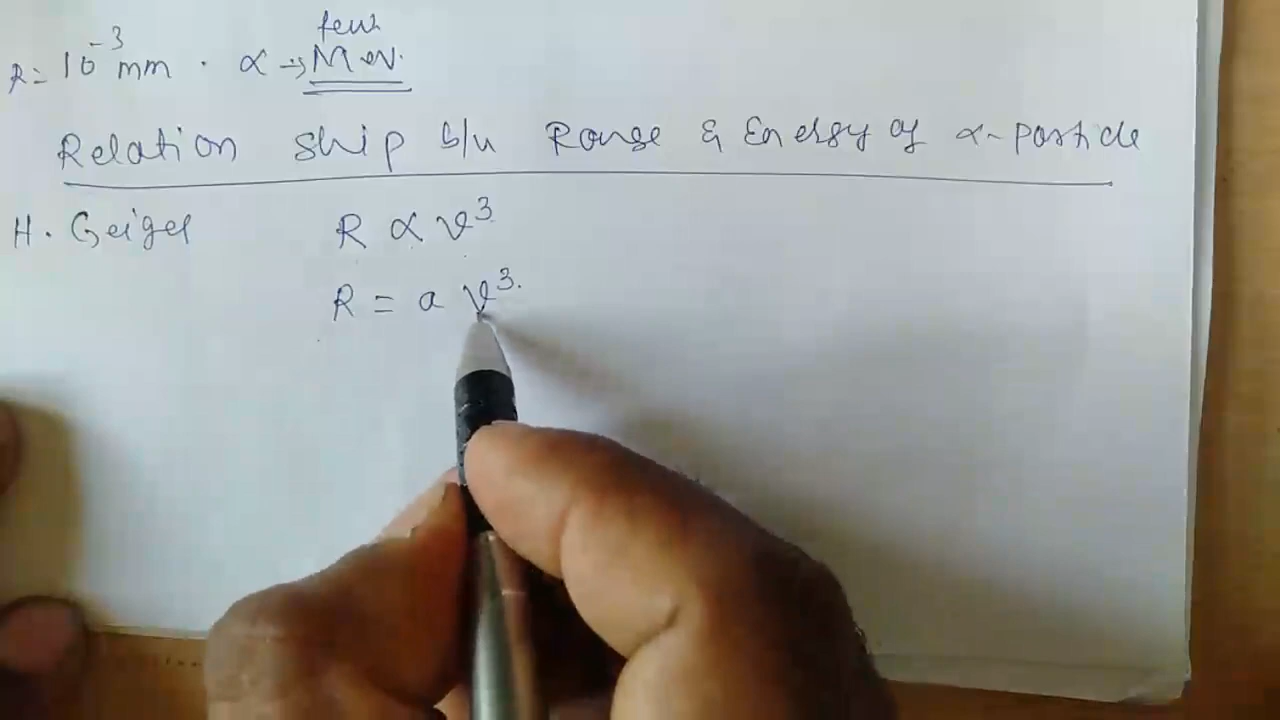 few
R = 10⁻³ mm . α → Mev.
Relation ship b/w Range & Energy of α-particle
H. Geiger R ∝ v³
R = a v³.